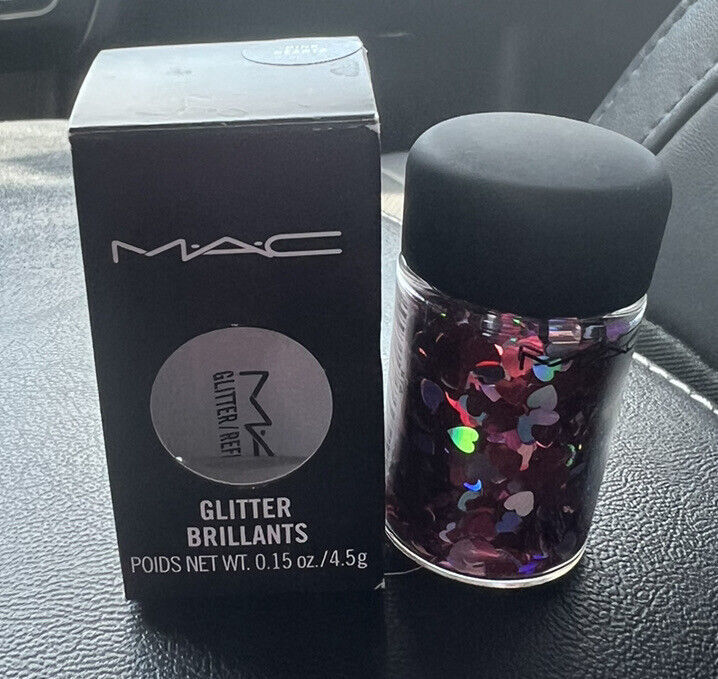 M·A·C
M·A
GLITTER/REF
GLITTER
BRILLANTS
POIDS NET WT. 0.15 oz./4.5g